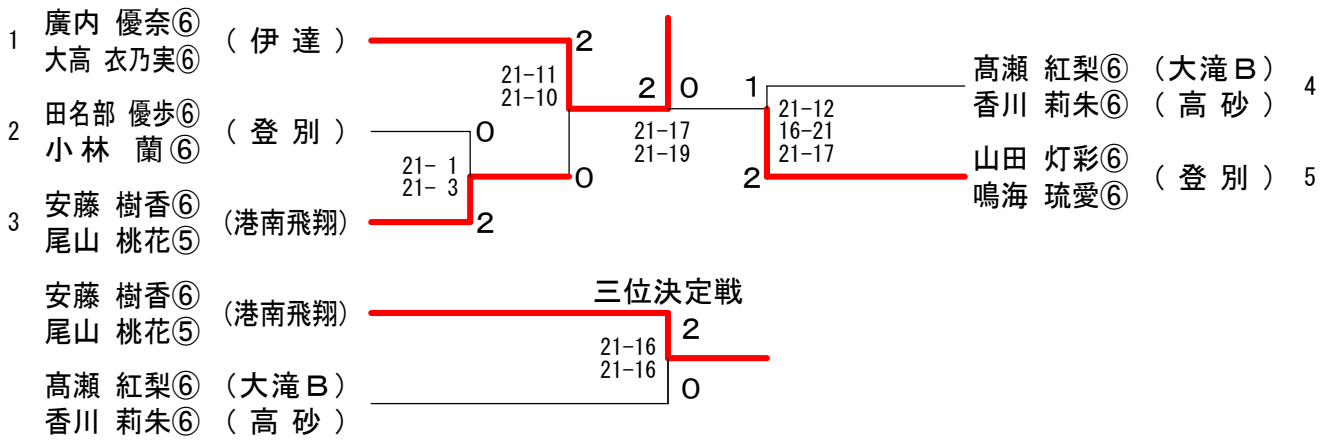 1 廣内 優奈⑥ (伊達) 2
大高 衣乃実⑥
21-11
21-10
2 0
21-17
21-19
2 田名部 優歩⑥ (登別) 0
小林 蘭⑥
21- 1
21- 3
0
3 安藤 樹香⑥ (港南飛翔) 2
尾山 桃花⑤
1 髙瀬 紅梨⑥ (大滝B) 4
香川 莉朱⑥ (高砂)
21-12
16-21
21-17
2 山田 灯彩⑥ (登別) 5
鳴海 琉愛⑥
三位決定戦
安藤 樹香⑥ (港南飛翔) 2
尾山 桃花⑤
21-16
21-16
髙瀬 紅梨⑥ (大滝B) 0
香川 莉朱⑥ (高砂)